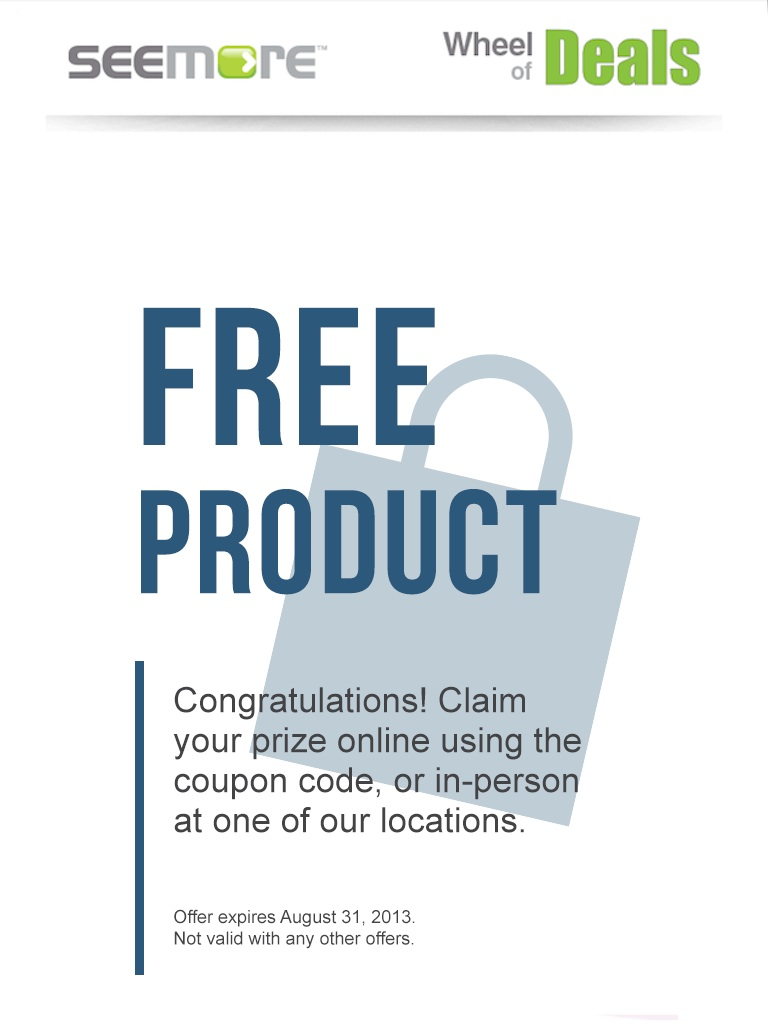 SEEMORE™
Wheel
of Deals
FREE
PRODUCT
Congratulations! Claim
your prize online using the
coupon code, or in-person
at one of our locations.
Offer expires August 31, 2013.
Not valid with any other offers.